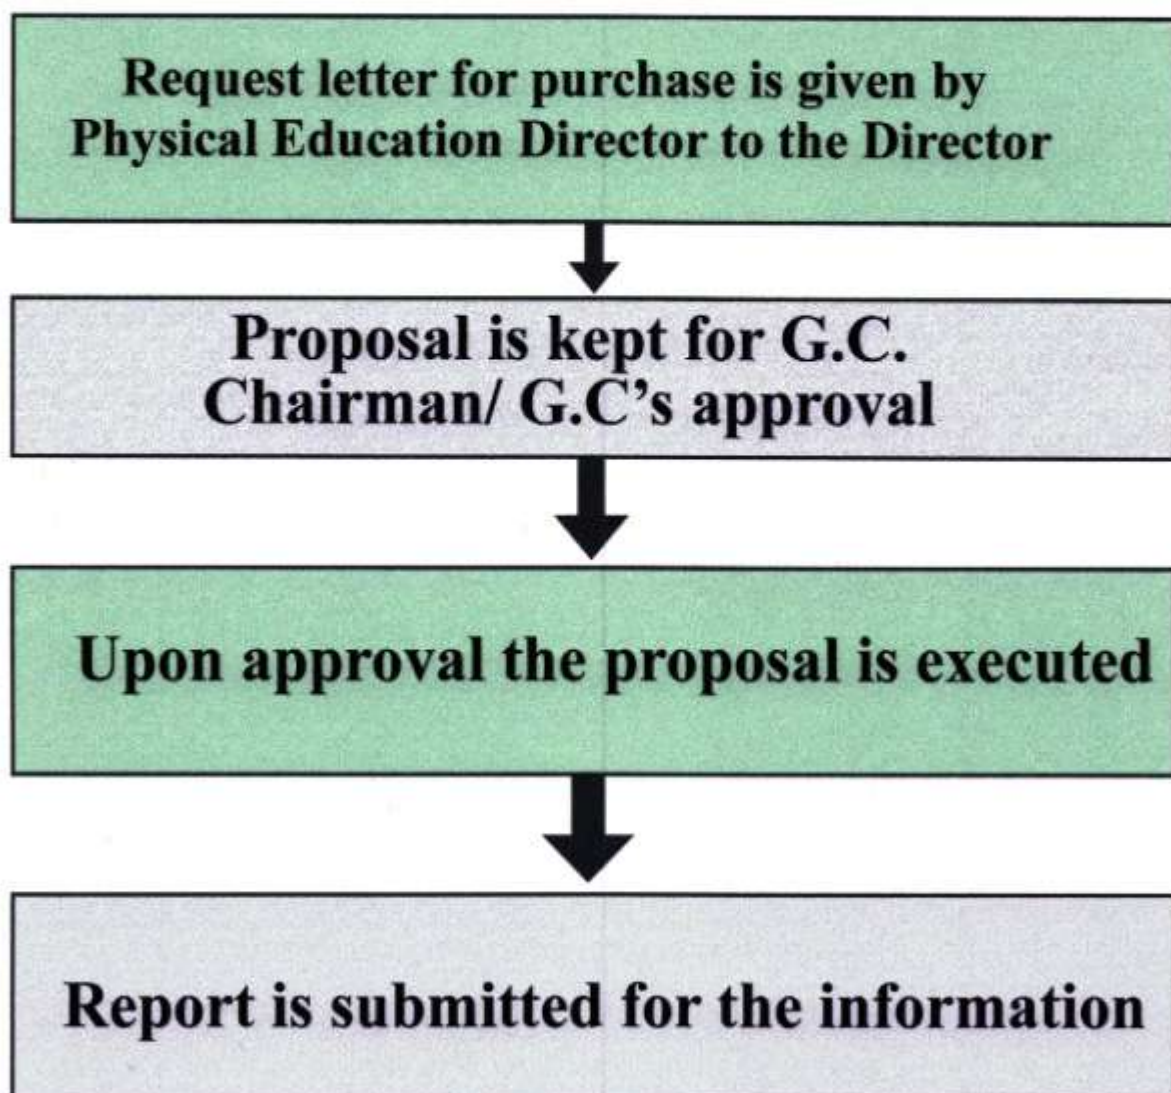 Request letter for purchase is given by
Physical Education Director to the Director
Proposal is kept for G.C.
Chairman/ G.C’s approval
Upon approval the proposal is executed
Report is submitted for the information